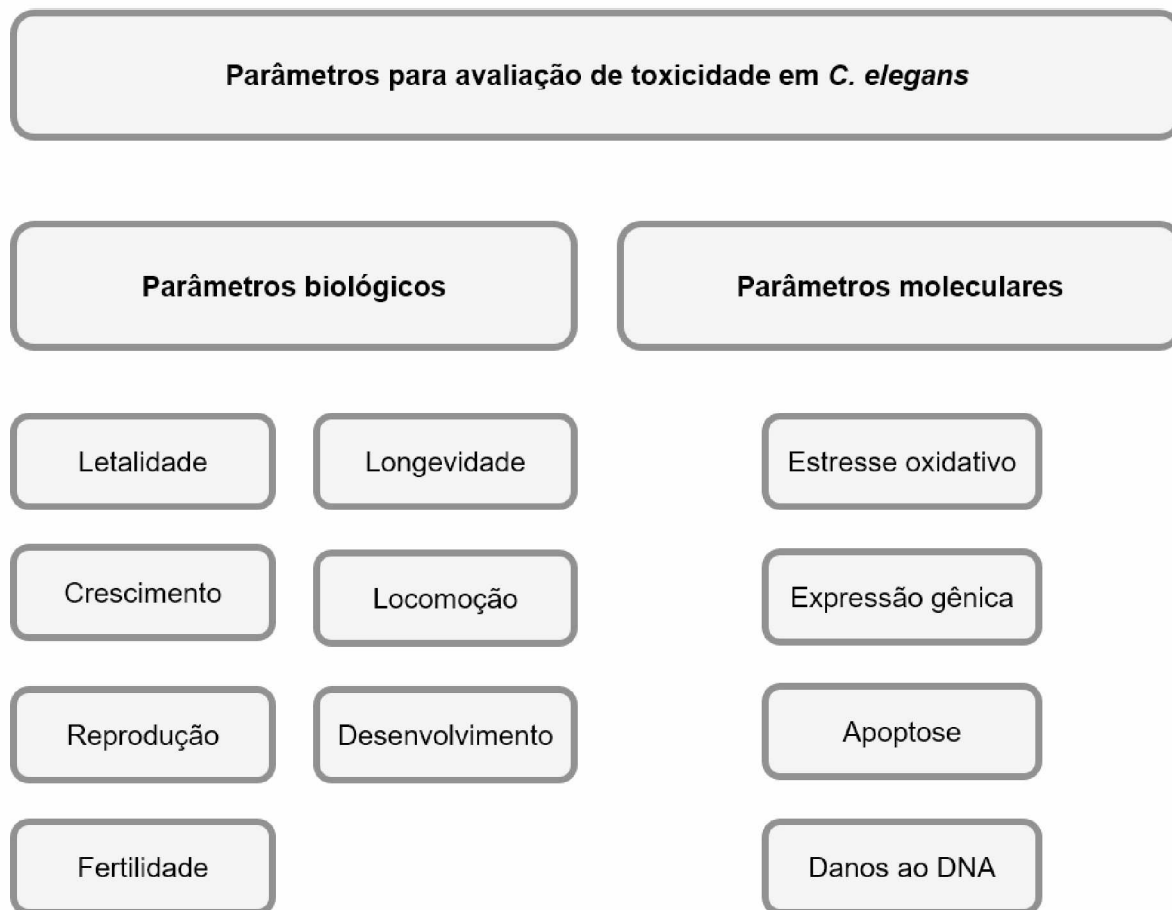 Parâmetros para avaliação de toxicidade em C. elegans
Parâmetros biológicos
Parâmetros moleculares
Letalidade
Longevidade
Estresse oxidativo
Crescimento
Locomoção
Expressão gênica
Reprodução
Desenvolvimento
Apoptose
Fertilidade
Danos ao DNA